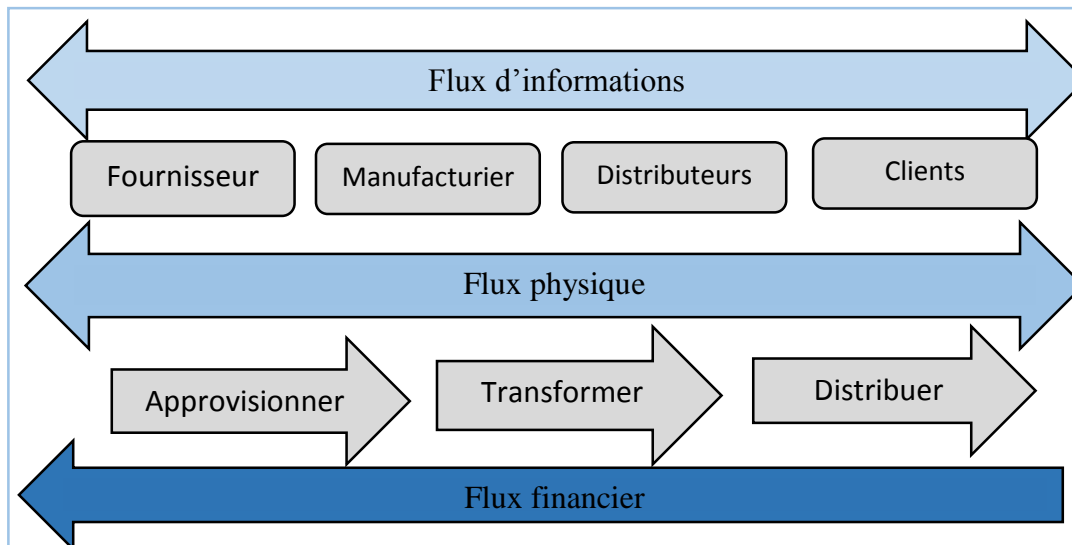 Flux d’informations
Fournisseur
Manufacturier
Distributeurs
Clients
Flux physique
Approvisionner
Transformer
Distribuer
Flux financier